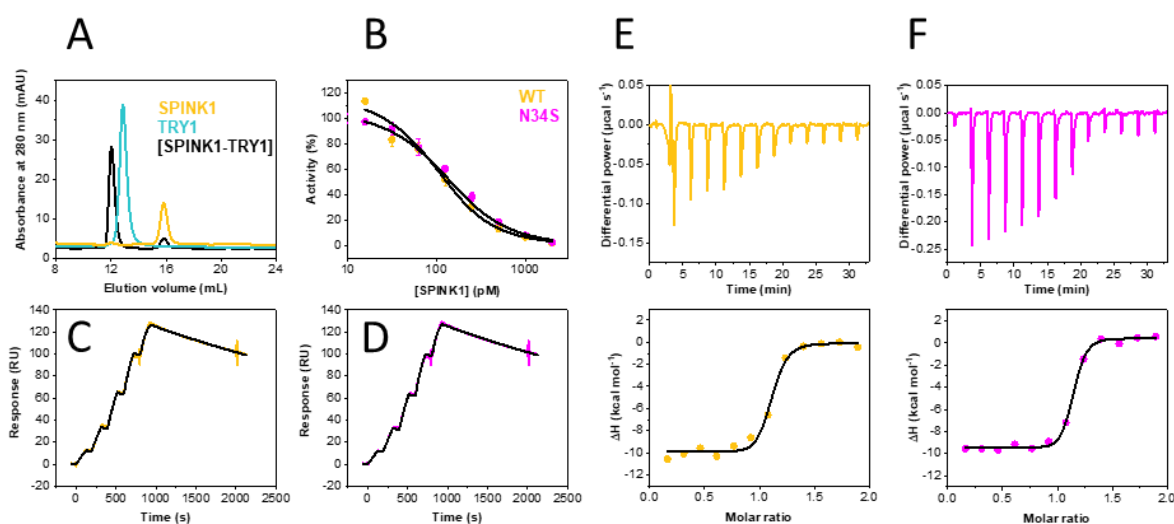 A
B
E
F
Absorbance at 280 nm (mAU)
40
30
20
10
0
SPINK1
TRY1
[SPINK1-TRY1]
8 12 16 20 24
Elution volume (mL)
Activity (%)
120
100
80
60
40
20
0
WT
N34S
10 100 1000
[SPINK1] (pM)
Differential power (µcal s⁻¹)
0.05
0.00
-0.05
-0.10
-0.15
0 5 10 15 20 25 30
Time (min)
Differential power (µcal s⁻¹)
0.05
0.00
-0.05
-0.10
-0.15
-0.20
-0.25
0 5 10 15 20 25 30
Time (min)
C
D
Response (RU)
140
120
100
80
60
40
20
0
-20
0 500 1000 1500 2000 2500
Time (s)
Response (RU)
140
120
100
80
60
40
20
0
-20
0 500 1000 1500 2000 2500
Time (s)
ΔH (kcal mol⁻¹)
2
0
-2
-4
-6
-8
-10
-12
0.0 0.5 1.0 1.5 2.0
Molar ratio
ΔH (kcal mol⁻¹)
4
2
0
-2
-4
-6
-8
-10
-12
0.0 0.5 1.0 1.5 2.0
Molar ratio